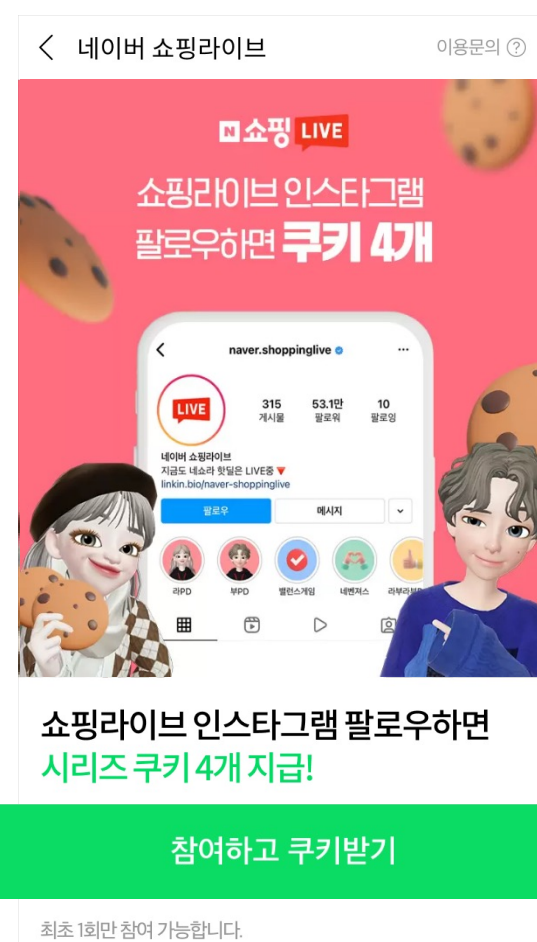 네이버 쇼핑라이브
이용문의 ?
N 쇼핑 LIVE
쇼핑라이브 인스타그램
팔로우하면 쿠키 4개
naver.shoppinglive
LIVE
315 53.1만 10
게시물 팔로워 팔로잉
네이버 쇼핑라이브
지금도 네쇼라 핫딜은 LIVE중
linkin.bio/naver-shoppinglive
팔로우 메시지
라PD 부PD 밸런스게임 네벤져스
쇼핑라이브 인스타그램 팔로우하면
시리즈 쿠키 4개 지급!
참여하고 쿠키받기
최초 1회만 참여 가능합니다.